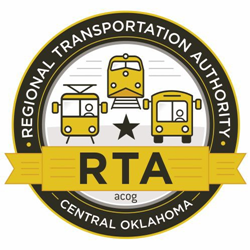 · REGIONAL TRANSPORTATION AUTHORITY ·
RTA
acog
CENTRAL OKLAHOMA